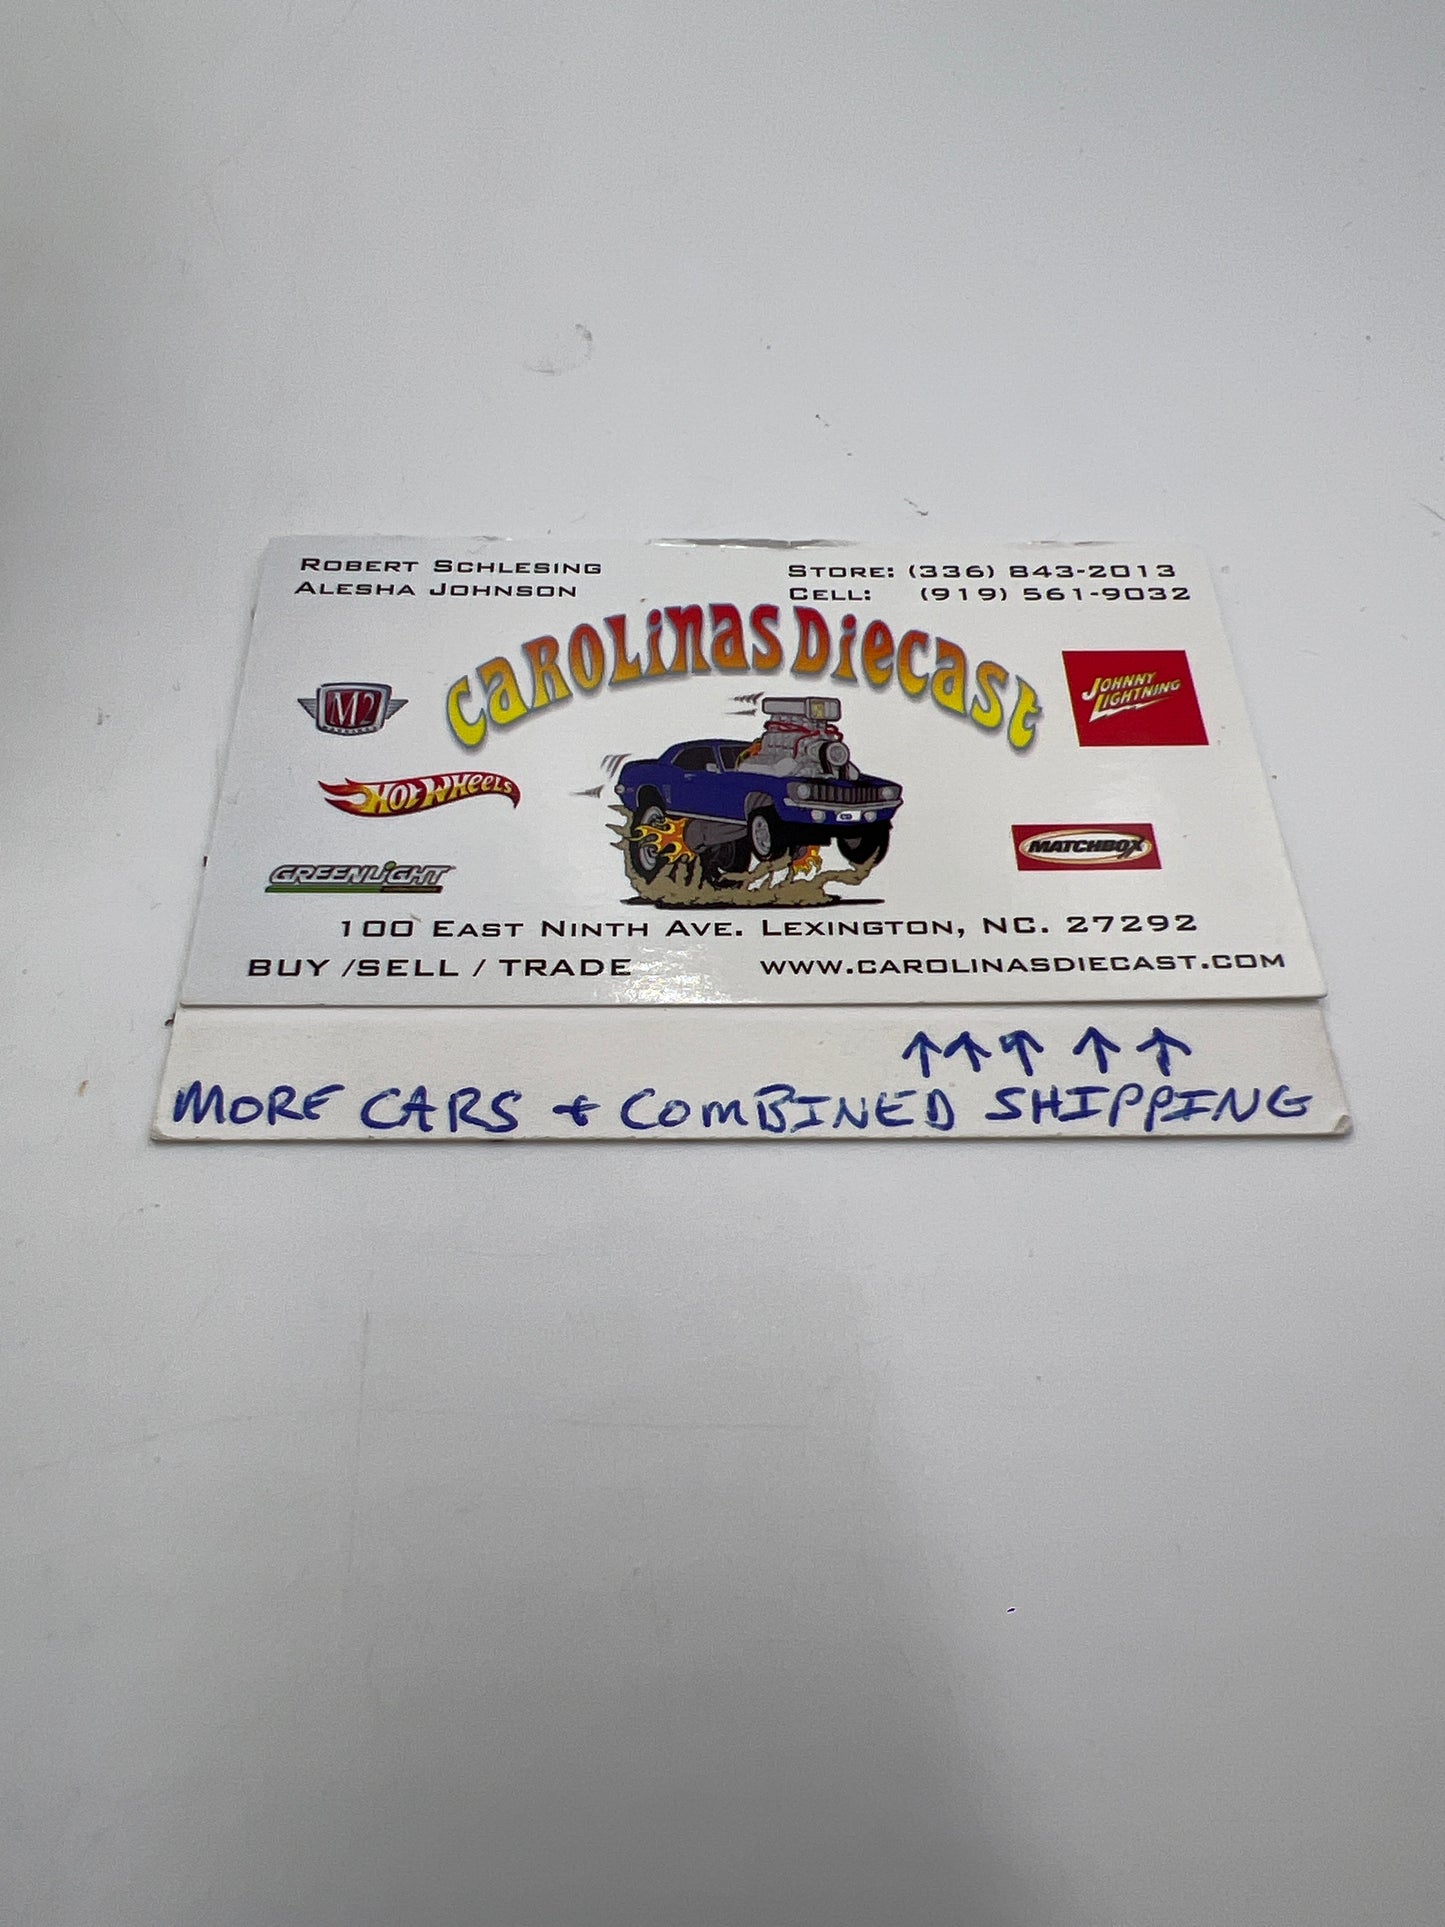 ROBERT SCHLESING
ALESHA JOHNSON
STORE: (336) 843-2013
CELL: (919) 561-9032
CAROLINAS DIECAST
M2
JOHNNY LIGHTNING
HOT WHEELS
MATCHBOX
GREENLIGHT
100 EAST NINTH AVE. LEXINGTON, NC. 27292
BUY /SELL / TRADE
WWW.CAROLINASDIECAST.COM
↑↑↑↑↑
MORE CARS + COMBINED SHIPPING